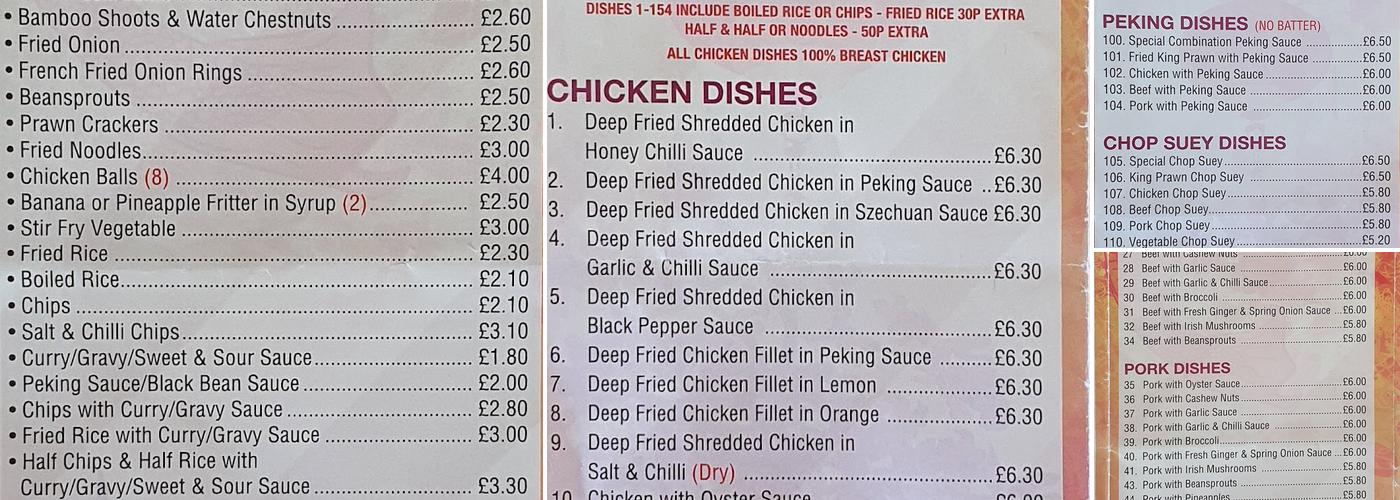 • Bamboo Shoots & Water Chestnuts £2.60
• Fried Onion £2.50
• French Fried Onion Rings £2.60
• Beansprouts £2.50
• Prawn Crackers £2.30
• Fried Noodles £3.00
• Chicken Balls (8) £4.00
• Banana or Pineapple Fritter in Syrup (2) £2.50
• Stir Fry Vegetable £3.00
• Fried Rice £2.30
• Boiled Rice £2.10
• Chips £2.10
• Salt & Chilli Chips £3.10
• Curry/Gravy/Sweet & Sour Sauce £1.80
• Peking Sauce/Black Bean Sauce £2.00
• Chips with Curry/Gravy Sauce £2.80
• Fried Rice with Curry/Gravy Sauce £3.00
• Half Chips & Half Rice with
Curry/Gravy/Sweet & Sour Sauce £3.30
DISHES 1-154 INCLUDE BOILED RICE OR CHIPS - FRIED RICE 30P EXTRA
HALF & HALF OR NOODLES - 50P EXTRA
ALL CHICKEN DISHES 100% BREAST CHICKEN
CHICKEN DISHES
1. Deep Fried Shredded Chicken in
Honey Chilli Sauce £6.30
2. Deep Fried Shredded Chicken in Peking Sauce £6.30
3. Deep Fried Shredded Chicken in Szechuan Sauce £6.30
4. Deep Fried Shredded Chicken in
Garlic & Chilli Sauce £6.30
5. Deep Fried Shredded Chicken in
Black Pepper Sauce £6.30
6. Deep Fried Chicken Fillet in Peking Sauce £6.30
7. Deep Fried Chicken Fillet in Lemon £6.30
8. Deep Fried Chicken Fillet in Orange £6.30
9. Deep Fried Shredded Chicken in
Salt & Chilli (Dry) £6.30
10. Chicken with Oyster Sauce £6.00
PEKING DISHES (NO BATTER)
100. Special Combination Peking Sauce £6.50
101. Fried King Prawn with Peking Sauce £6.50
102. Chicken with Peking Sauce £6.00
103. Beef with Peking Sauce £6.00
104. Pork with Peking Sauce £6.00
CHOP SUEY DISHES
105. Special Chop Suey £6.50
106. King Prawn Chop Suey £6.50
107. Chicken Chop Suey £5.80
108. Beef Chop Suey £5.80
109. Pork Chop Suey £5.80
110. Vegetable Chop Suey £5.20
27 Beef with Cashew Nuts £6.00
28 Beef with Garlic Sauce £6.00
29 Beef with Garlic & Chilli Sauce £6.00
30 Beef with Broccoli £6.00
31 Beef with Fresh Ginger & Spring Onion Sauce £6.00
32 Beef with Irish Mushrooms £5.80
34 Beef with Beansprouts £5.80
PORK DISHES
35 Pork with Oyster Sauce £6.00
36 Pork with Cashew Nuts £6.00
37 Pork with Garlic Sauce £6.00
38. Pork with Garlic & Chilli Sauce £6.00
39. Pork with Broccoli £6.00
40. Pork with Fresh Ginger & Spring Onion Sauce £6.00
41. Pork with Irish Mushrooms £5.80
43. Pork with Beansprouts £5.80
44 Pork with Pineapples £5.80